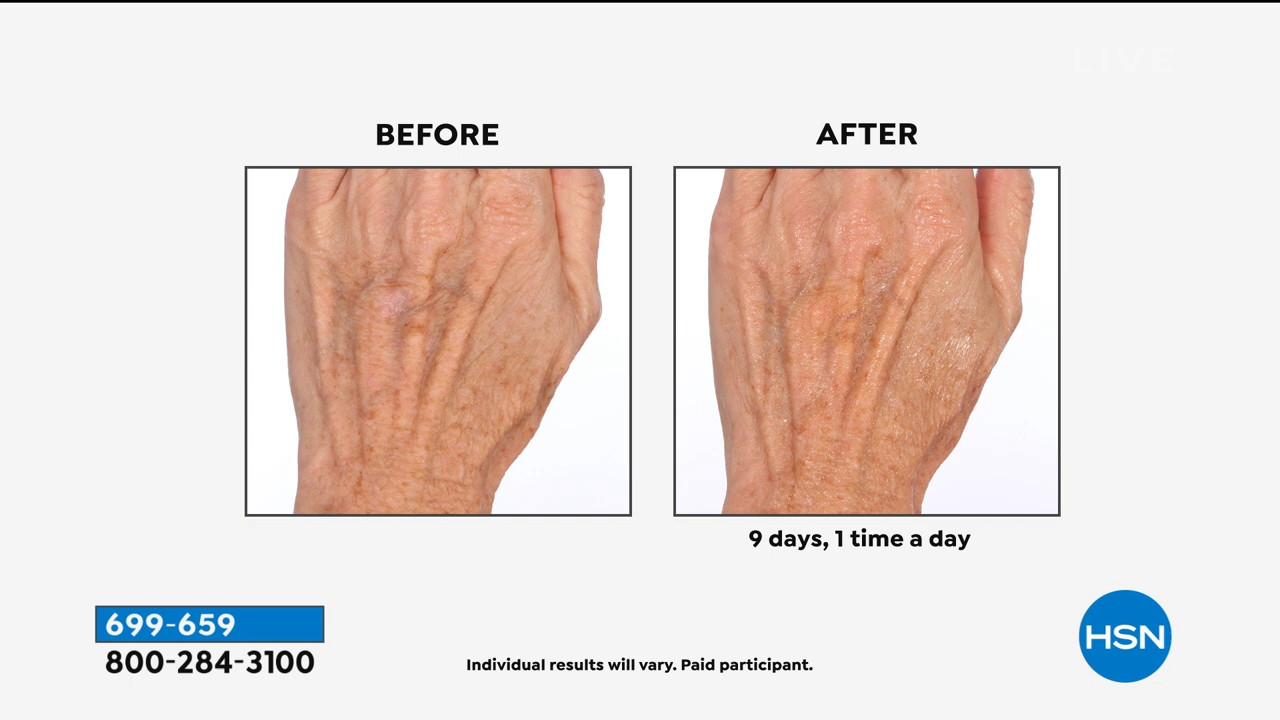 LIVE
BEFORE
AFTER
9 days, 1 time a day
699-659
800-284-3100
Individual results will vary. Paid participant.
HSN